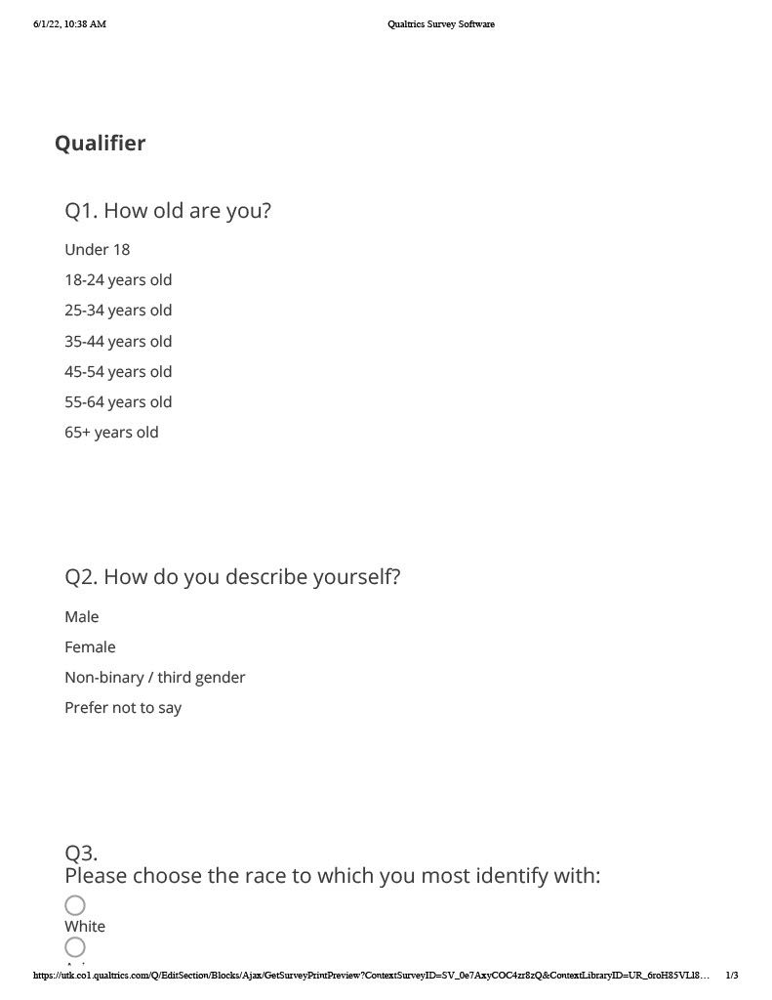 6/1/22, 10:38 AM
Qualtrics Survey Software
Qualifier
Q1. How old are you?
Under 18
18-24 years old
25-34 years old
35-44 years old
45-54 years old
55-64 years old
65+ years old
Q2. How do you describe yourself?
Male
Female
Non-binary / third gender
Prefer not to say
Q3.
Please choose the race to which you most identify with:
White
https://utk.co1.qualtrics.com/Q/EditSection/Blocks/Ajax/GetSurveyPrintPreview?ContextSurveyID=SV_0e7AxyCOC4zr8zQ&ContextLibraryID=UR_6roH85VLl8…
1/3